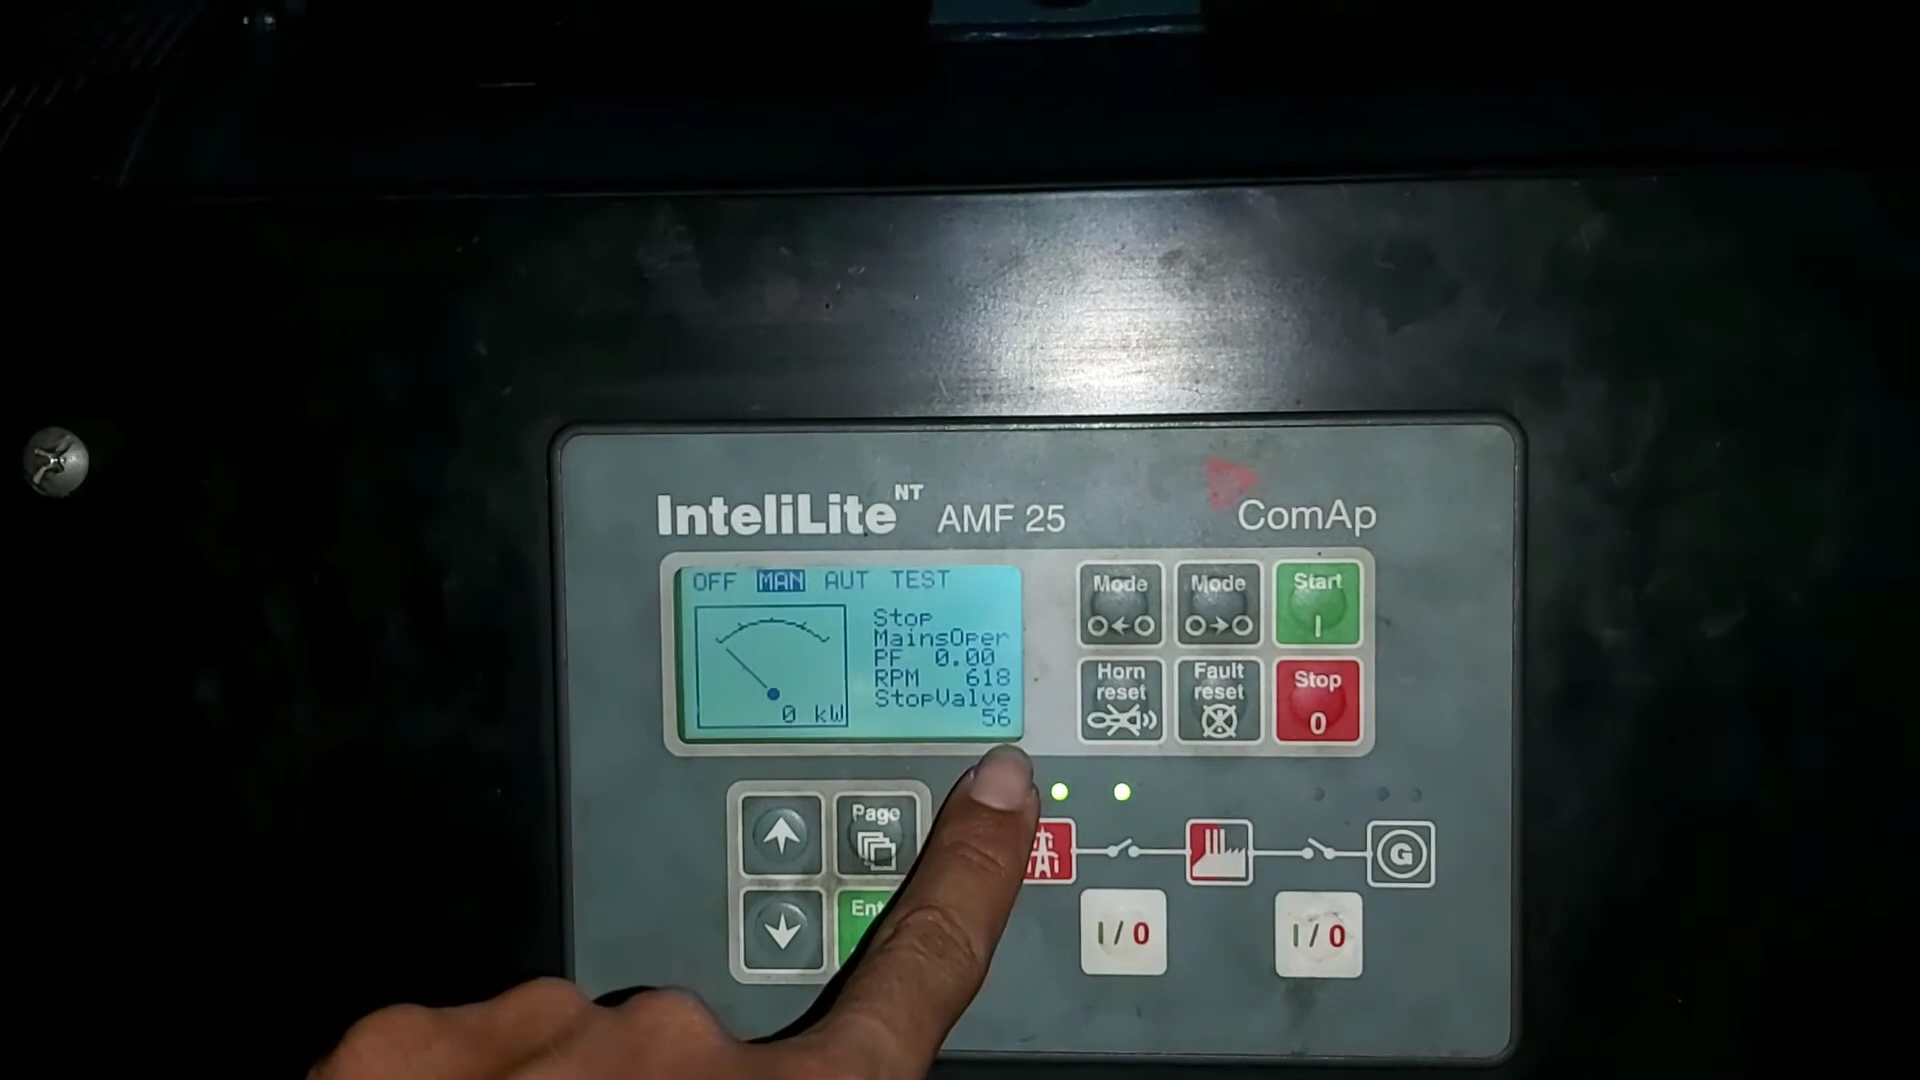 InteliLite NT AMF 25
ComAp
OFF MAN AUT TEST
Stop
MainsOper
PF 0.00
RPM 618
StopValve
56
0 kW
Mode
Mode
Start
I
Horn reset
Fault reset
Stop
0
Page
G
I / 0
I / 0